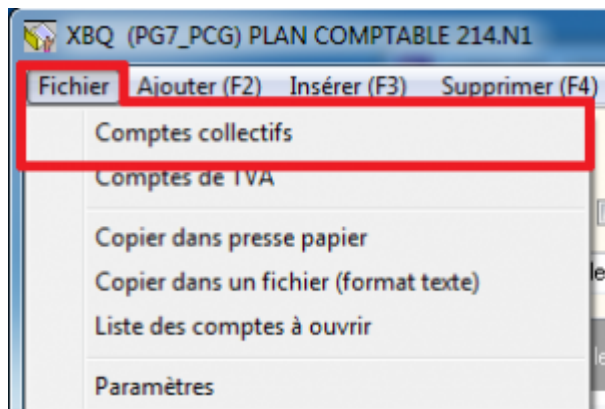 XBQ (PG7_PCG) PLAN COMPTABLE 214.N1
Fichier Ajouter (F2) Insérer (F3) Supprimer (F4)
Comptes collectifs
Comptes de TVA
Copier dans presse papier
Copier dans un fichier (format texte)
Liste des comptes à ouvrir
Paramètres